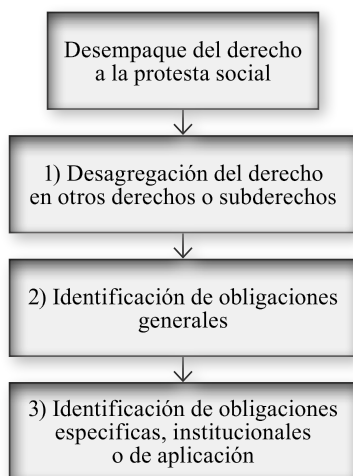 Desempaque del derecho
a la protesta social
1) Desagregación del derecho
en otros derechos o subderechos
2) Identificación de obligaciones
generales
3) Identificación de obligaciones
especificas, institucionales
o de aplicación